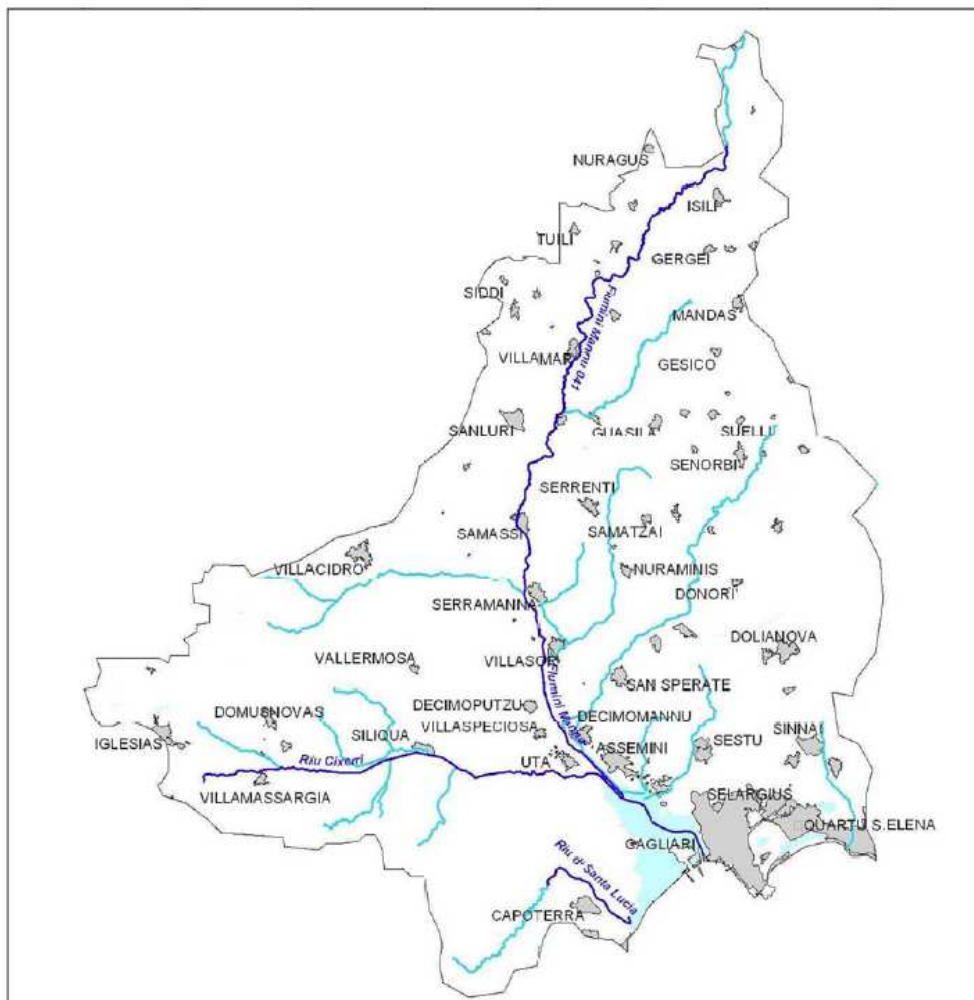 NURAGUS
ISILI
TUILI
GERGEI
SIDDI
MANDAS
Flumini Mannu 041
VILLAMAR
GESICO
SANLURI
GUASILA
SUELLI
SENORBI'
SERRENTI
SAMASSI
SAMATZAI
VILLACIDRO
NURAMINIS
DONORI'
SERRAMANNA
DOLIANOVA
VALLERMOSA
VILLASOR
SAN SPERATE
Flumini Mannu
DECIMOPUTZU
DOMUSNOVAS
VILLASPECIOSA
DECIMOMANNU
SILIQUA
IGLESIAS
ASSEMINI
SESTU
SINNAI
Riu Cixerri
UTA
VILLAMASSARGIA
SELARGIUS
QUARTU S.ELENA
CAGLIARI
Riu di Santa Lucia
CAPOTERRA